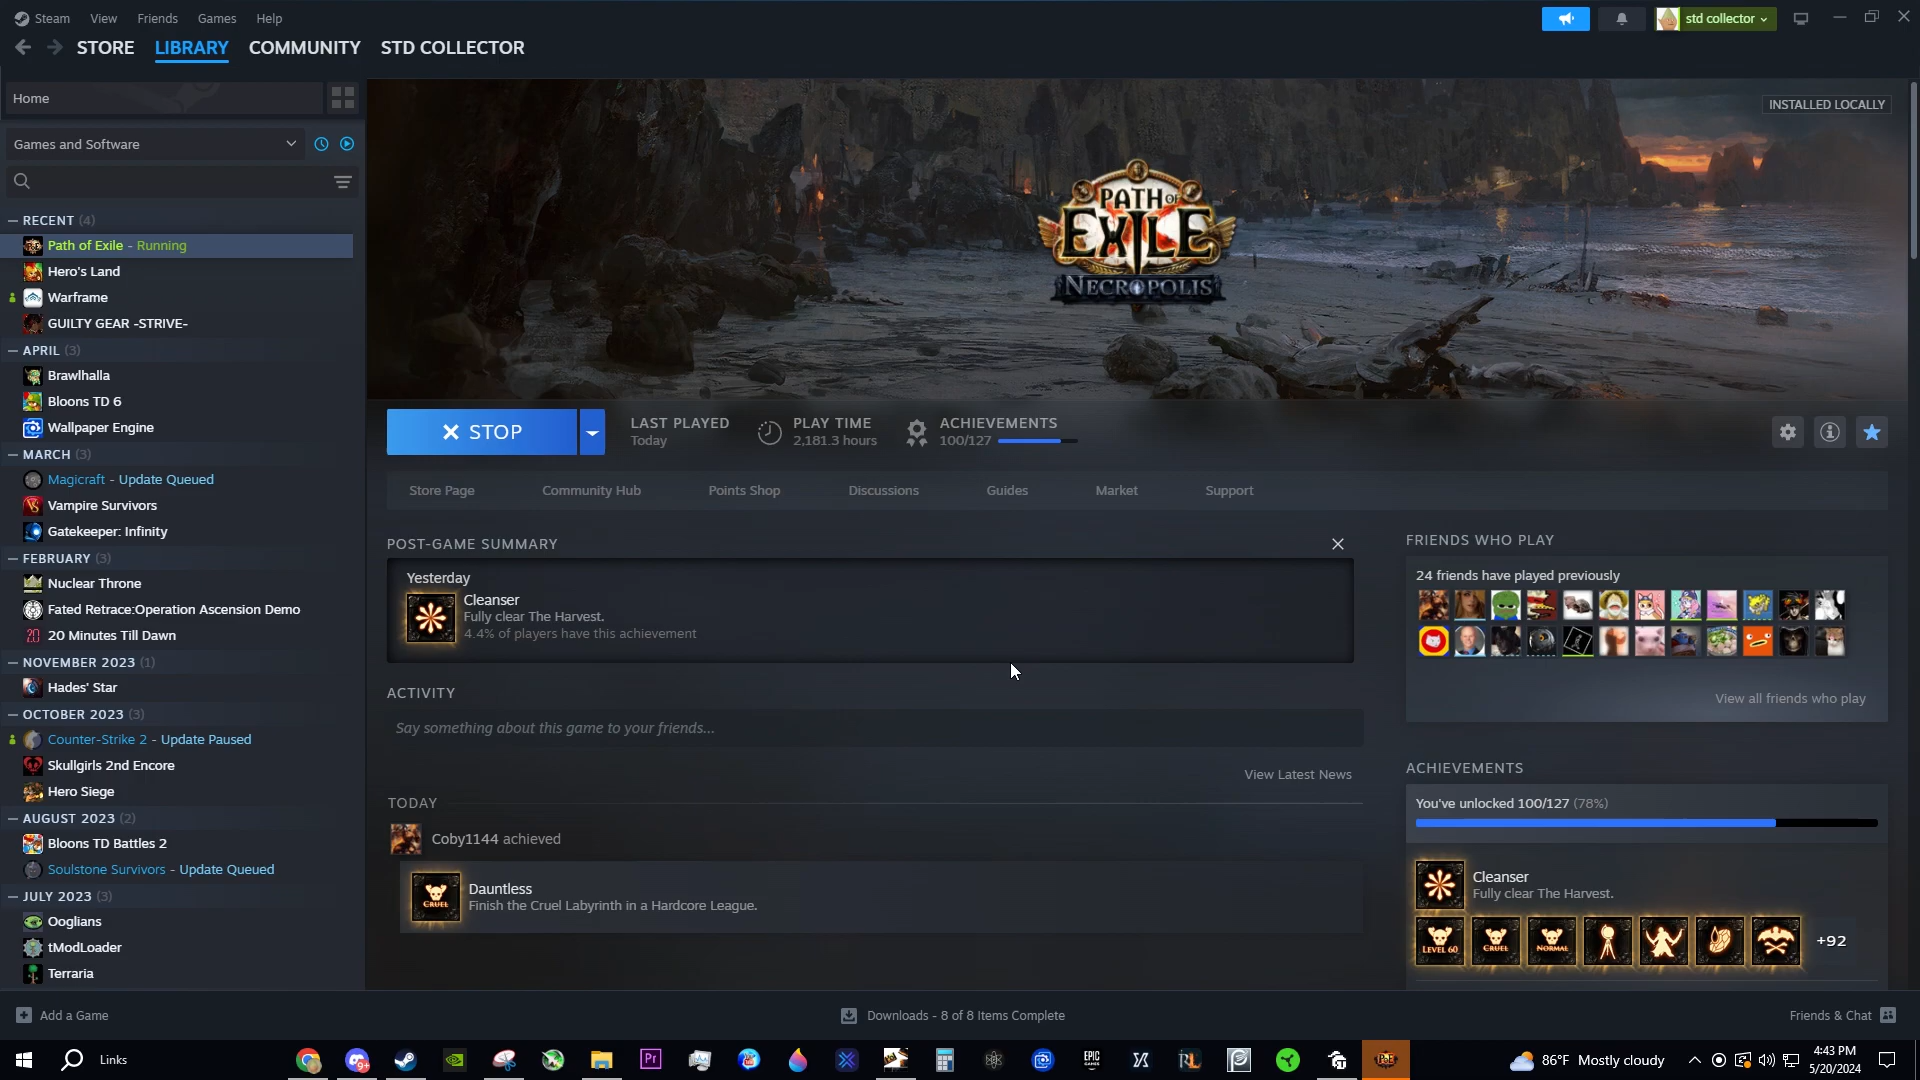 Steam
View
Friends
Games
Help
std collector
STORE
LIBRARY
COMMUNITY
STD COLLECTOR
Home
INSTALLED LOCALLY
Games and Software
PATH OF
EXILE
NECROPOLIS
RECENT (4)
Path of Exile - Running
Hero's Land
Warframe
GUILTY GEAR -STRIVE-
APRIL (3)
Brawlhalla
Bloons TD 6
Wallpaper Engine
MARCH (3)
Magicraft - Update Queued
Vampire Survivors
Gatekeeper: Infinity
FEBRUARY (3)
Nuclear Throne
Fated Retrace:Operation Ascension Demo
20 Minutes Till Dawn
NOVEMBER 2023 (1)
Hades' Star
OCTOBER 2023 (3)
Counter-Strike 2 - Update Paused
Skullgirls 2nd Encore
Hero Siege
AUGUST 2023 (2)
Bloons TD Battles 2
Soulstone Survivors - Update Queued
JULY 2023 (3)
Ooglians
tModLoader
Terraria
STOP
LAST PLAYED
Today
PLAY TIME
2,181.3 hours
ACHIEVEMENTS
100/127
Store Page
Community Hub
Points Shop
Discussions
Guides
Market
Support
POST-GAME SUMMARY
Yesterday
Cleanser
Fully clear The Harvest.
4.4% of players have this achievement
ACTIVITY
Say something about this game to your friends...
View Latest News
TODAY
Coby1144 achieved
CRUEL
Dauntless
Finish the Cruel Labyrinth in a Hardcore League.
FRIENDS WHO PLAY
24 friends have played previously
View all friends who play
ACHIEVEMENTS
You've unlocked 100/127 (78%)
Cleanser
Fully clear The Harvest.
LEVEL 60
CRUEL
NORMAL
+92
Add a Game
Downloads - 8 of 8 Items Complete
Friends & Chat
Links
9+
Pr
EPIC
GAMES
RL
86°F Mostly cloudy
4:43 PM
5/20/2024